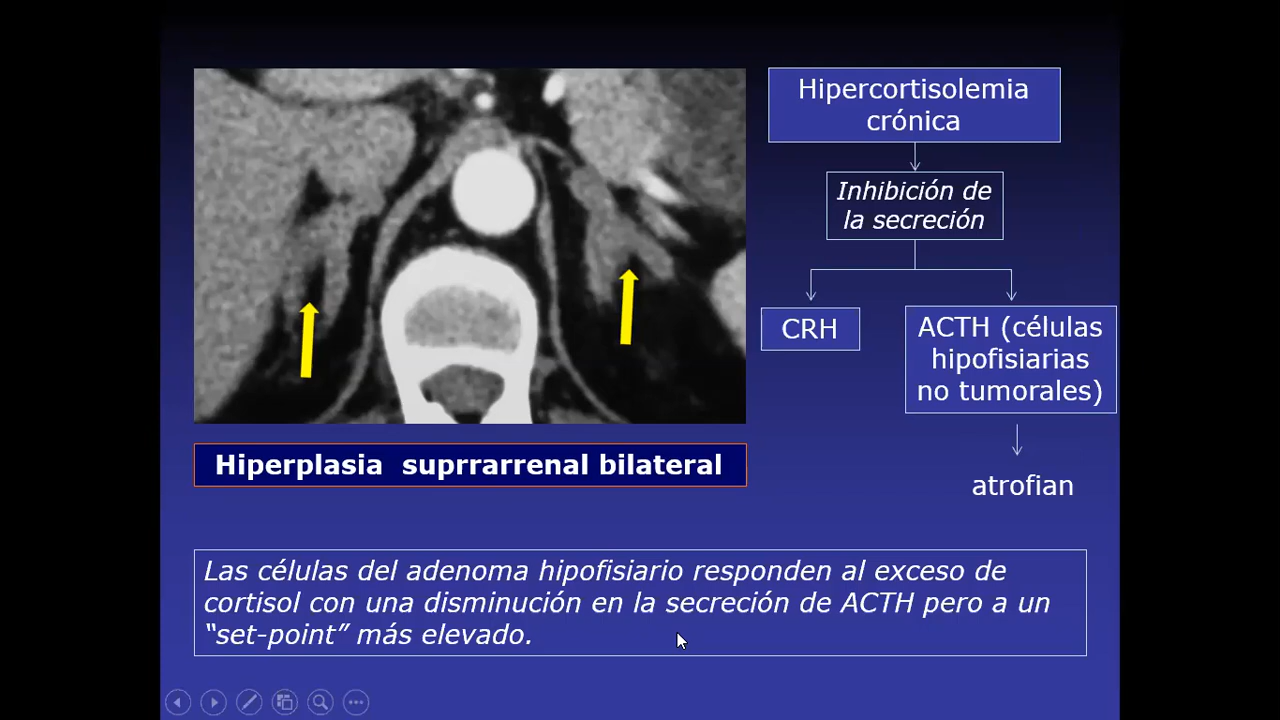 Hipercortisolemia
crónica
Inhibición de
la secreción
CRH
ACTH (células
hipofisiarias
no tumorales)
atrofian
Hiperplasia suprrarrenal bilateral
Las células del adenoma hipofisiario responden al exceso de
cortisol con una disminución en la secreción de ACTH pero a un
“set-point” más elevado.